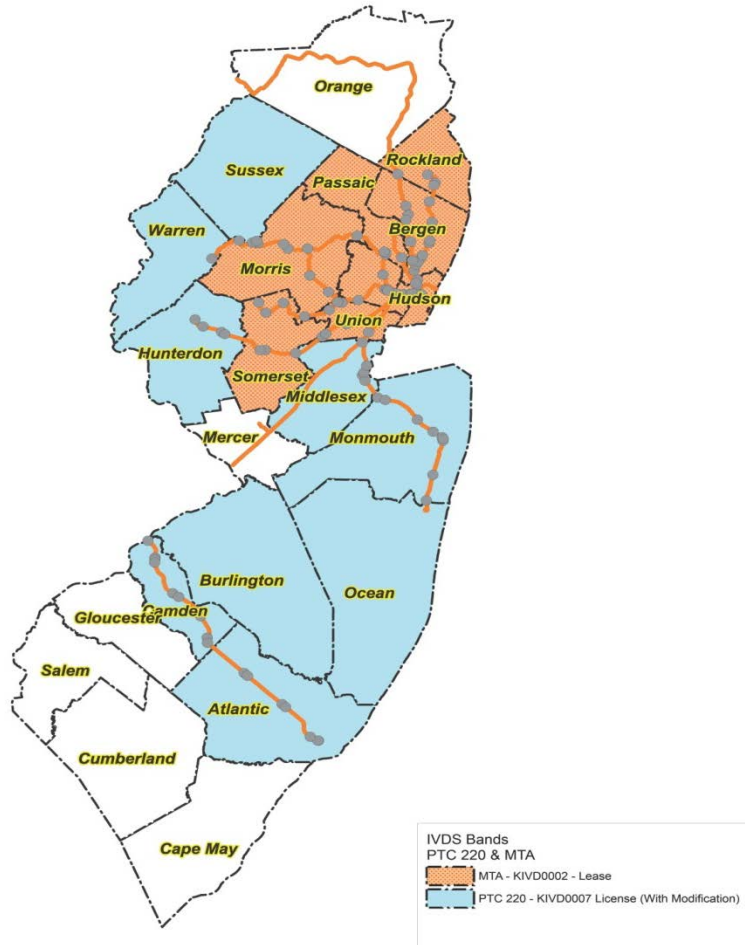 Orange
Rockland
Sussex
Passaic
Warren
Bergen
Morris
Hudson
Union
Hunterdon
Somerset
Middlesex
Mercer
Monmouth
Burlington
Ocean
Camden
Gloucester
Salem
Atlantic
Cumberland
Cape May
IVDS Bands
PTC 220 & MTA
MTA - KIVD0002 - Lease
PTC 220 - KIVD0007 License (With Modification)